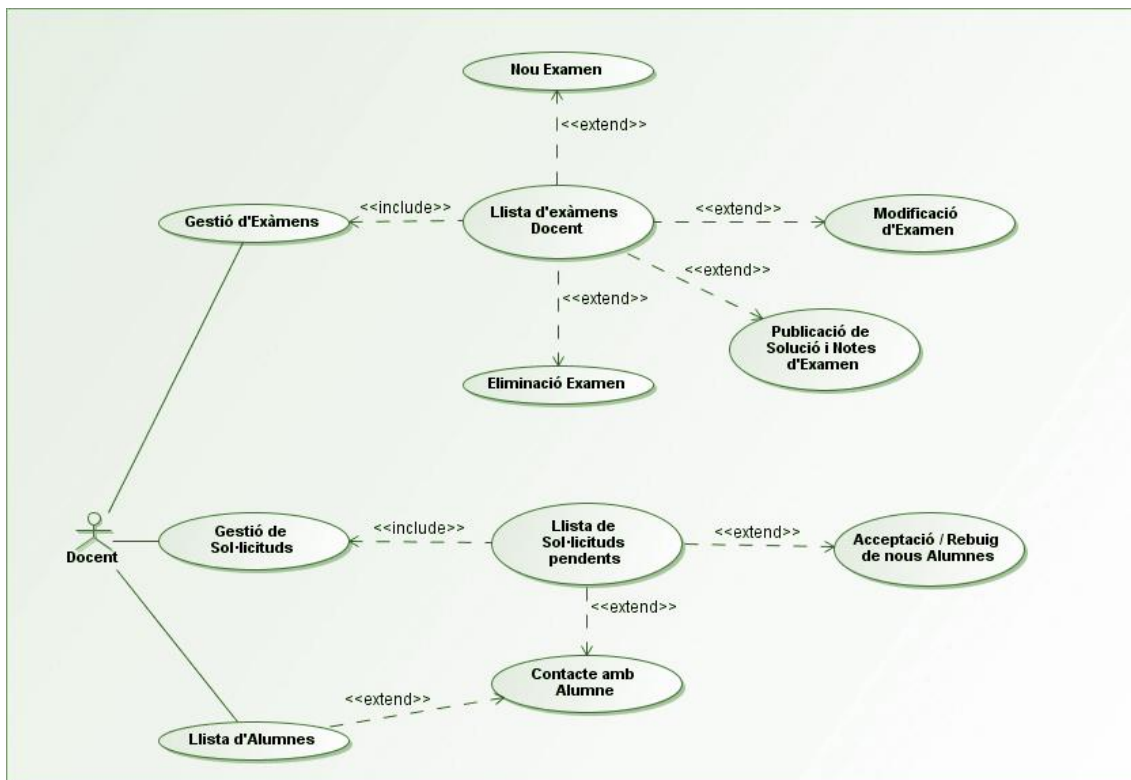 Nou Examen
<<extend>>
Gestió d'Exàmens
<<include>>
Llista d'exàmens
Docent
<<extend>>
Modificació
d'Examen
<<extend>>
<<extend>>
Publicació de
Solució i Notes
d'Examen
Eliminació Examen
Docent
Gestió de
Sol·licituds
<<include>>
Llista de
Sol·licituds
pendents
<<extend>>
Acceptació / Rebuig
de nous Alumnes
<<extend>>
Contacte amb
Alumne
<<extend>>
Llista d'Alumnes